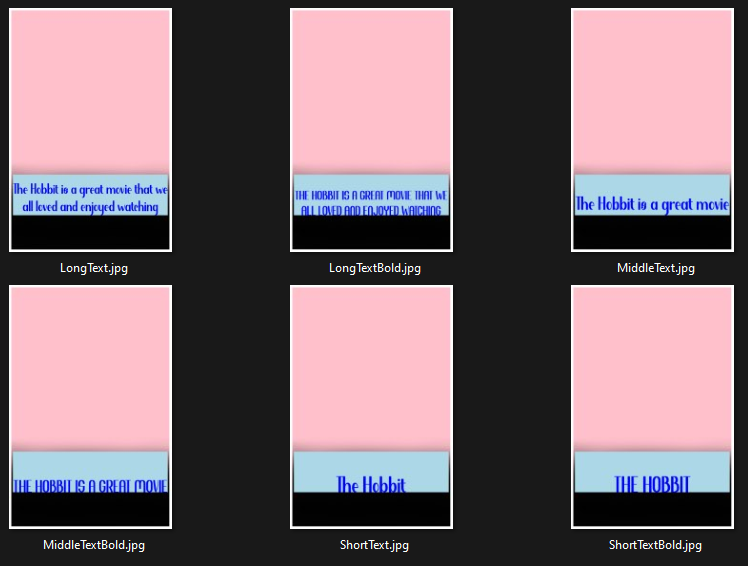 The Hobbit is a great movie that we
all loved and enjoyed watching
LongText.jpg
THE HOBBIT IS A GREAT MOVIE THAT WE
ALL LOVED AND ENJOYED WATCHING
LongTextBold.jpg
The Hobbit is a great movie
MiddleText.jpg
THE HOBBIT IS A GREAT MOVIE
MiddleTextBold.jpg
The Hobbit
ShortText.jpg
THE HOBBIT
ShortTextBold.jpg